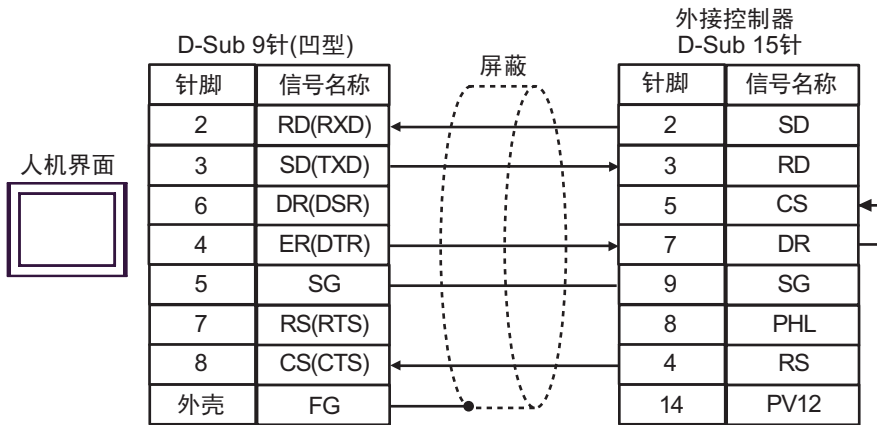 外接控制器
D-Sub 9针(凹型)
D-Sub 15针
屏蔽
针脚 信号名称 针脚 信号名称
2 RD(RXD) 2 SD
3 SD(TXD) 3 RD
人机界面
6 DR(DSR) 5 CS
4 ER(DTR) 7 DR
5 SG 9 SG
7 RS(RTS) 8 PHL
8 CS(CTS) 4 RS
外壳 FG 14 PV12